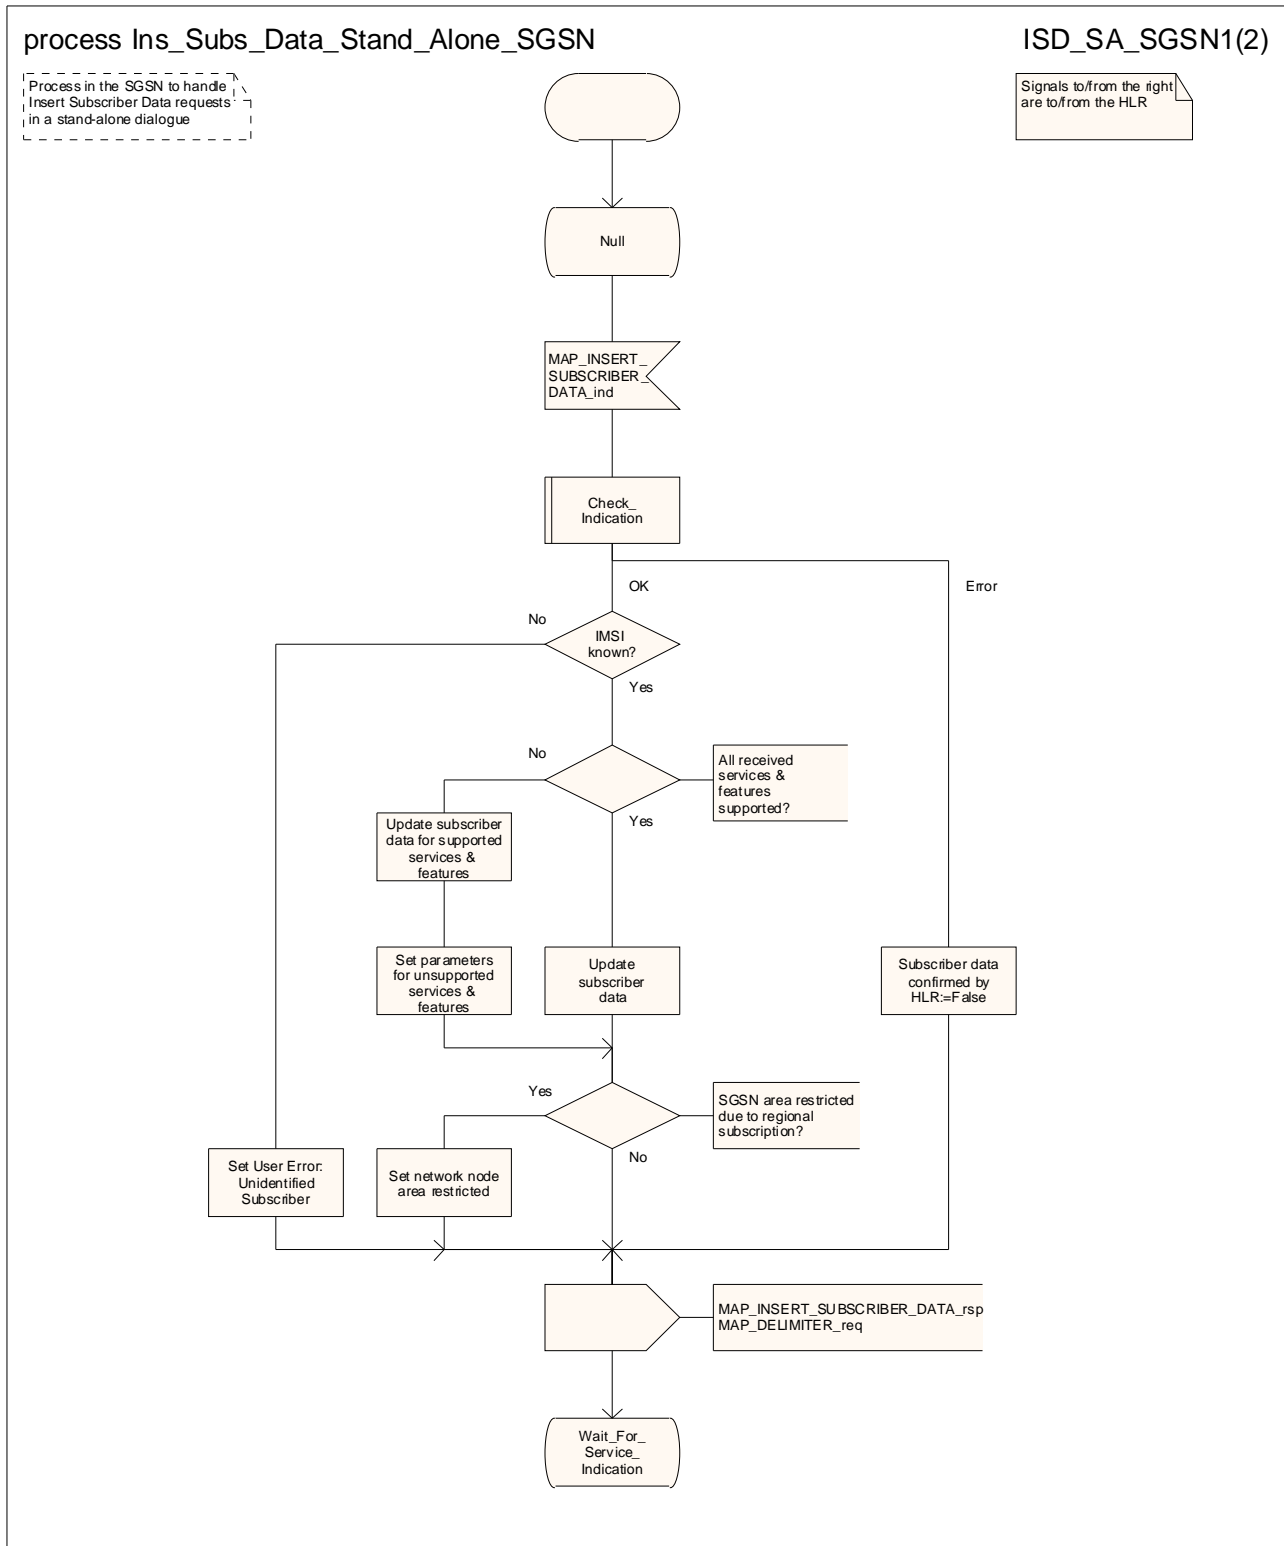 process Ins_Subs_Data_Stand_Alone_SGSN
ISD_SA_SGSN1(2)
Process in the SGSN to handle
Insert Subscriber Data requests
in a stand-alone dialogue
Signals to/from the right
are to/from the HLR
Null
MAP_INSERT_
SUBSCRIBER_
DATA_ind
Check_
Indication
OK
Error
No
IMSI
known?
Yes
No
All received
services &
features
supported?
Yes
Update subscriber
data for supported
services &
features
Set parameters
for unsupported
services &
features
Update
subscriber
data
Subscriber data
confirmed by
HLR:=False
Yes
SGSN area restricted
due to regional
subscription?
No
Set User Error:
Unidentified
Subscriber
Set network node
area restricted
MAP_INSERT_SUBSCRIBER_DATA_rsp
MAP_DELIMITER_req
Wait_For_
Service_
Indication